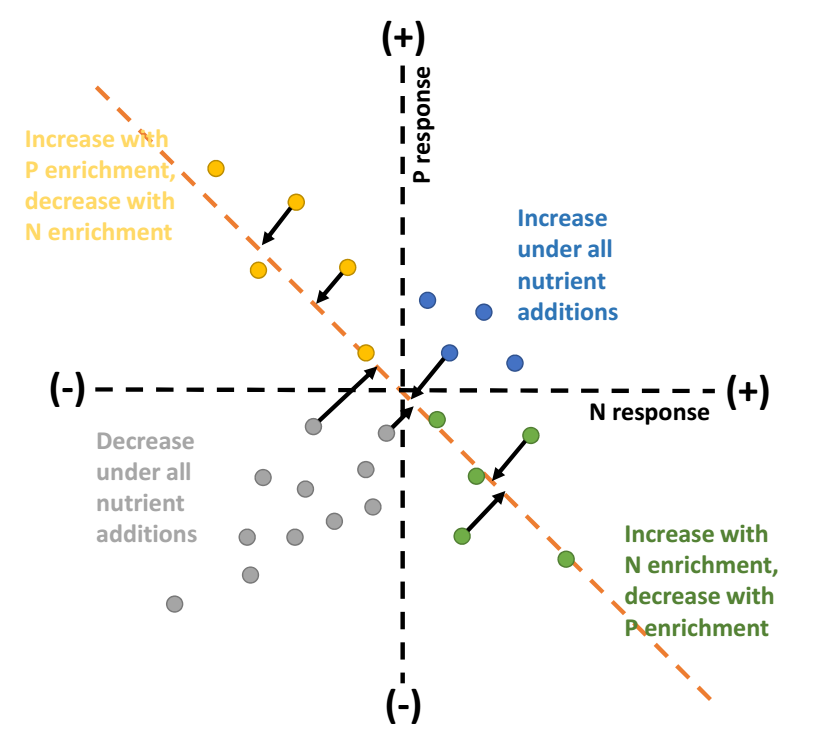 (+)
P response
Increase with
P enrichment,
decrease with
N enrichment
Increase
under all
nutrient
additions
(-)
(+)
N response
Decrease
under all
nutrient
additions
Increase with
N enrichment,
decrease with
P enrichment
(-)